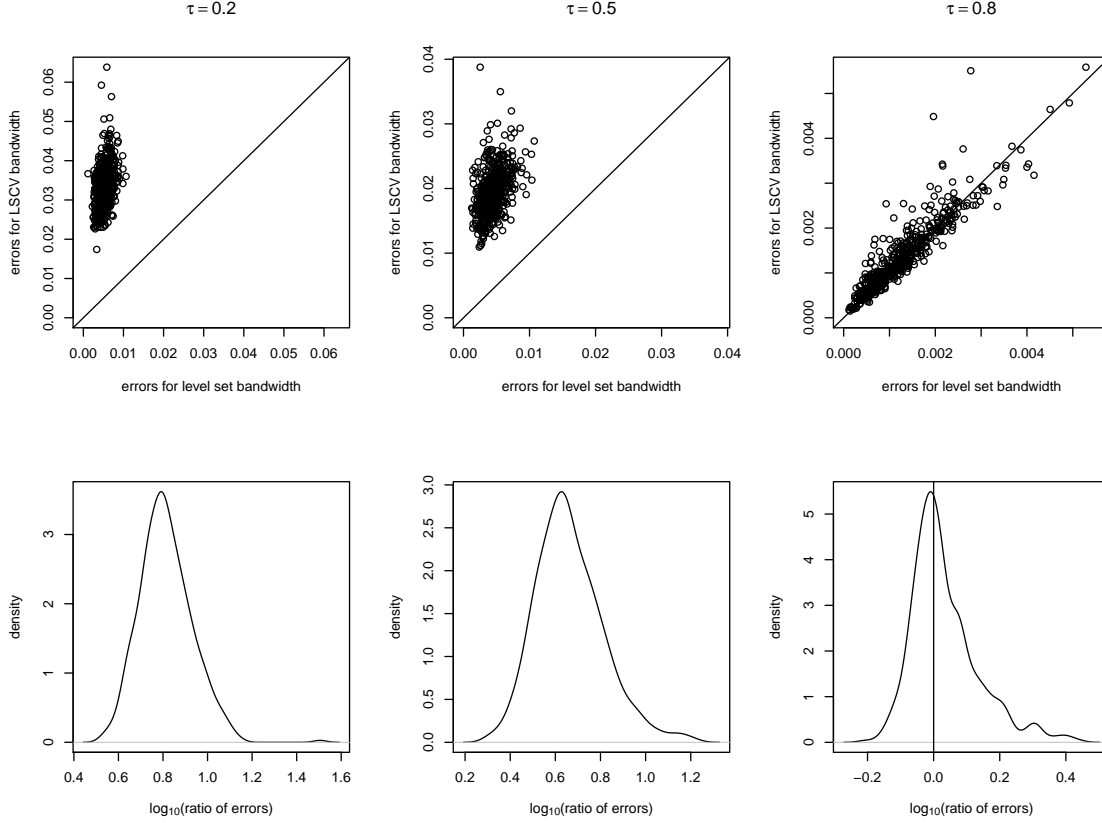 τ = 0.2
τ = 0.5
τ = 0.8
errors for LSCV bandwidth
0.00 0.01 0.02 0.03 0.04 0.05 0.06
0.00 0.01 0.02 0.03 0.04 0.05 0.06
errors for level set bandwidth
errors for LSCV bandwidth
0.00 0.01 0.02 0.03 0.04
0.00 0.01 0.02 0.03 0.04
errors for level set bandwidth
errors for LSCV bandwidth
0.000 0.002 0.004
0.000 0.002 0.004
errors for level set bandwidth
density
0 1 2 3
0.4 0.6 0.8 1.0 1.2 1.4 1.6
log₁₀(ratio of errors)
density
0.0 0.5 1.0 1.5 2.0 2.5 3.0
0.2 0.4 0.6 0.8 1.0 1.2
log₁₀(ratio of errors)
density
0 1 2 3 4 5
−0.2 0.0 0.2 0.4
log₁₀(ratio of errors)